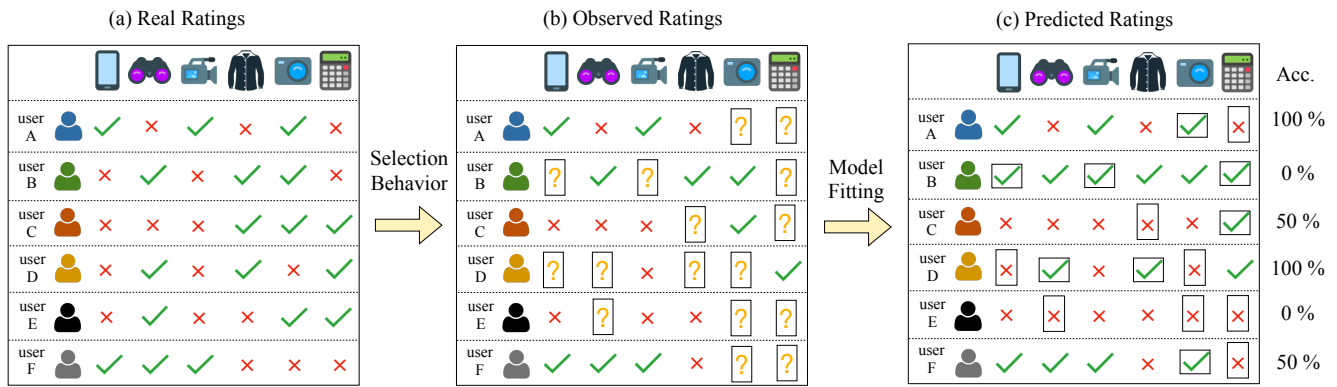 (a) Real Ratings
user
A
user
B
user
C
user
D
user
E
user
F
Selection
Behavior
(b) Observed Ratings
user
A
? ?
user
B
? ? ?
user
C
? ?
user
D
? ? ? ?
user
E
? ? ?
user
F
? ?
Model
Fitting
(c) Predicted Ratings
Acc.
user
A
100 %
user
B
0 %
user
C
50 %
user
D
100 %
user
E
0 %
user
F
50 %